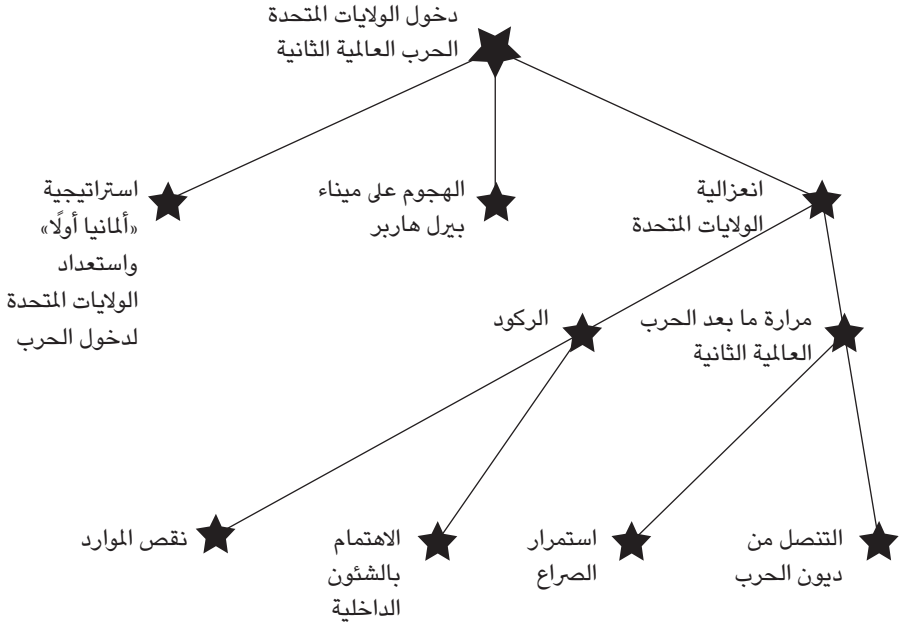 دخول الولايات المتحدة
الحرب العالمية الثانية
انعزالية
الولايات المتحدة
الهجوم على ميناء
بيرل هاربر
استراتيجية
«ألمانيا أولًا»
واستعداد
الولايات المتحدة
لدخول الحرب
مرارة ما بعد الحرب
العالمية الثانية
الركود
التنصل من
ديون الحرب
استمرار
الصراع
الاهتمام
بالشئون
الداخلية
نقص الموارد